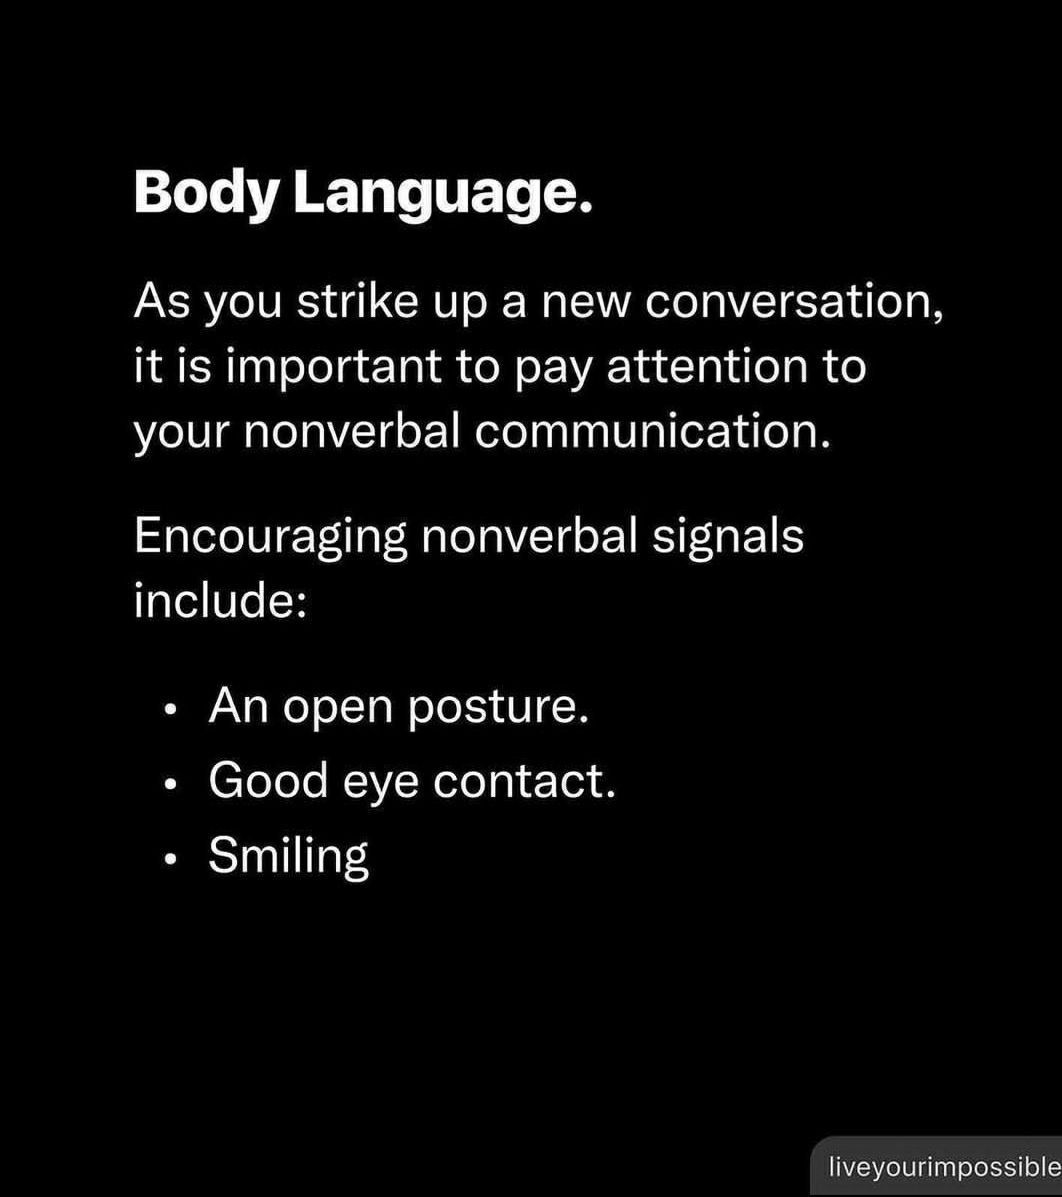 Body Language.
As you strike up a new conversation,
it is important to pay attention to
your nonverbal communication.
Encouraging nonverbal signals
include:
• An open posture.
• Good eye contact.
• Smiling
liveyourimpossible